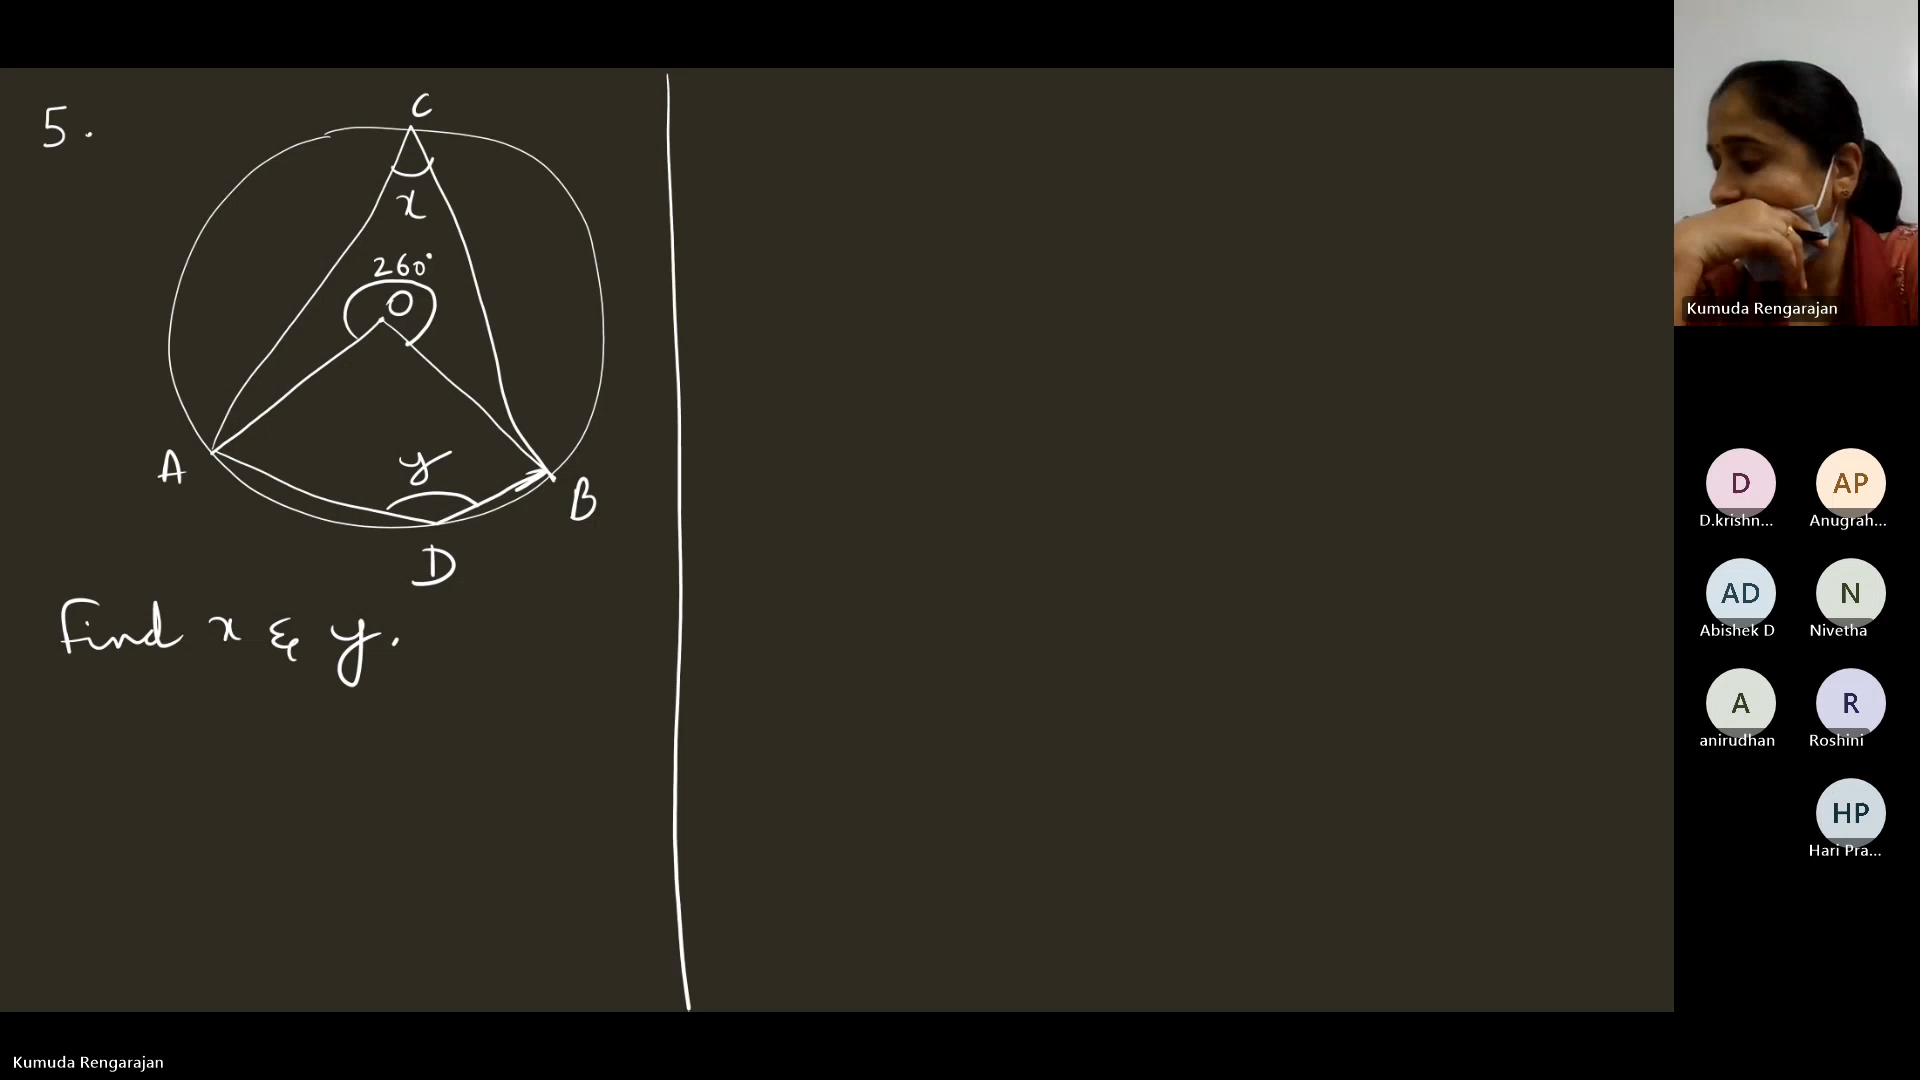 5.
C
x
260°
O
A
y
B
D
Find x & y.
Kumuda Rengarajan
D
AP
D.krishn...
Anugrah...
AD
N
Abishek D
Nivetha
A
R
anirudhan
Roshini
HP
Hari Pra...
Kumuda Rengarajan